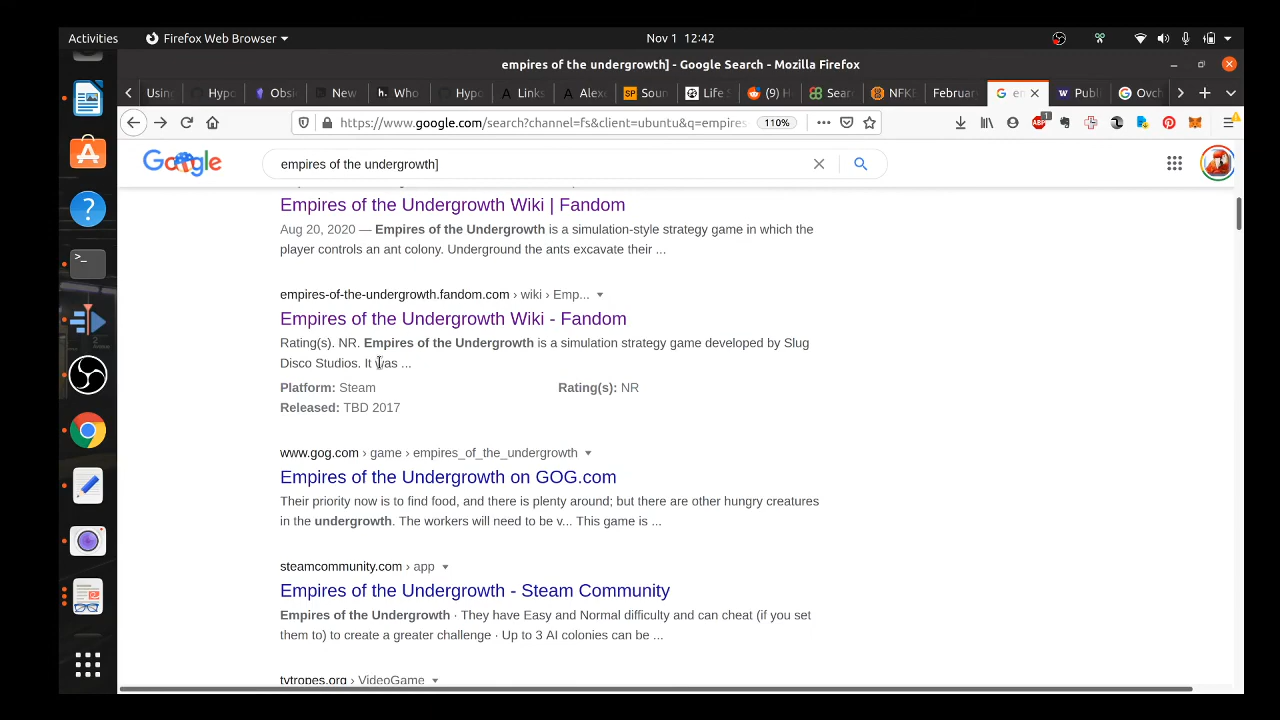 Activities
Firefox Web Browser
Nov 1 12:42
empires of the undergrowth] - Google Search - Mozilla Firefox
Usin
Hypo
Obsi
New
h. Who
Hypo
Links
Alex
SP Soun
Life S
(9) H
Sear
NFKE
Februar
G en
Publ
Ovch
https://www.google.com/search?channel=fs&client=ubuntu&q=empires
110%
ABP
1
Google
empires of the undergrowth]
Empires of the Undergrowth Wiki | Fandom
Aug 20, 2020 — Empires of the Undergrowth is a simulation-style strategy game in which the
player controls an ant colony. Underground the ants excavate their ...
empires-of-the-undergrowth.fandom.com › wiki › Emp...
Empires of the Undergrowth Wiki - Fandom
Rating(s). NR. Empires of the Undergrowth is a simulation strategy game developed by Slug
Disco Studios. It was ...
Platform: Steam
Rating(s): NR
Released: TBD 2017
www.gog.com › game › empires_of_the_undergrowth
Empires of the Undergrowth on GOG.com
Their priority now is to find food, and there is plenty around; but there are other hungry creatures
in the undergrowth. The workers will need to be v... This game is ...
steamcommunity.com › app
Empires of the Undergrowth - Steam Community
Empires of the Undergrowth · They have Easy and Normal difficulty and can cheat (if you set
them to) to create a greater challenge · Up to 3 AI colonies can be ...
tvtropes.org › VideoGame